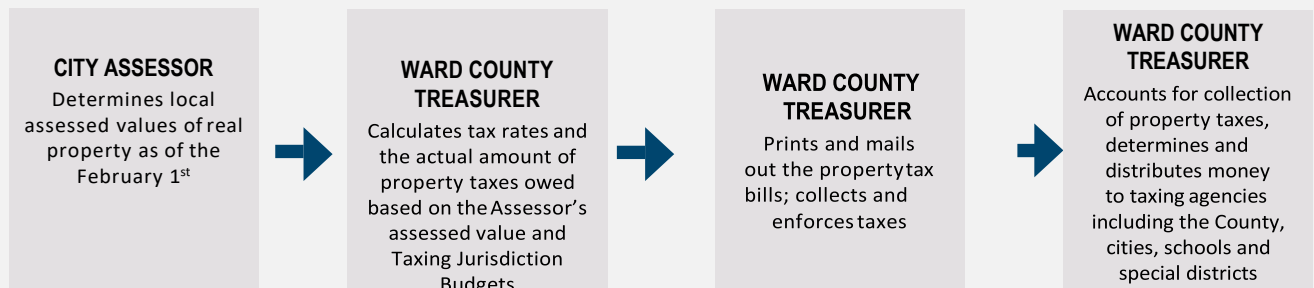 CITY ASSESSOR
Determines local
assessed values of real
property as of the
February 1st
WARD COUNTY
TREASURER
Calculates tax rates and
the actual amount of
property taxes owed
based on the Assessor's
assessed value and
Taxing Jurisdiction
Budgets
WARD COUNTY
TREASURER
Prints and mails
out the property tax
bills; collects and
enforces taxes
WARD COUNTY
TREASURER
Accounts for collection
of property taxes,
determines and
distributes money
to taxing agencies
including the County,
cities, schools and
special districts